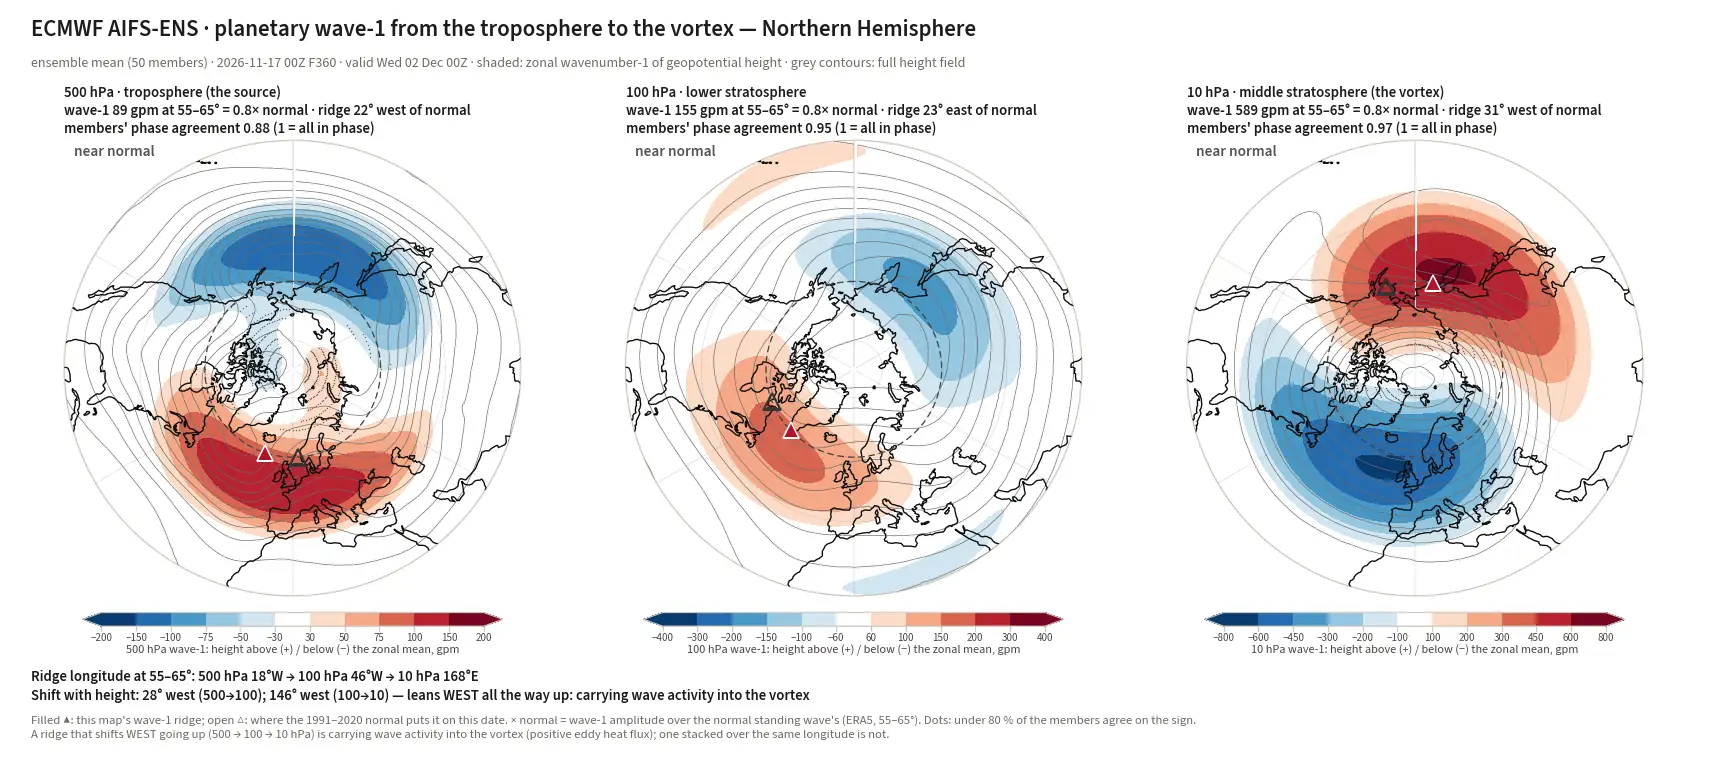 ECMWF AIFS-ENS · planetary wave-1 from the troposphere to the vortex — Northern Hemisphere
ensemble mean (50 members) · 2026-11-17 00Z F360 · valid Wed 02 Dec 00Z · shaded: zonal wavenumber-1 of geopotential height · grey contours: full height field
500 hPa · troposphere (the source)
wave-1 89 gpm at 55–65° = 0.8× normal · ridge 22° west of normal
members' phase agreement 0.88 (1 = all in phase)
near normal
100 hPa · lower stratosphere
wave-1 155 gpm at 55–65° = 0.8× normal · ridge 23° east of normal
members' phase agreement 0.95 (1 = all in phase)
near normal
10 hPa · middle stratosphere (the vortex)
wave-1 589 gpm at 55–65° = 0.8× normal · ridge 31° west of normal
members' phase agreement 0.97 (1 = all in phase)
near normal
−200 −150 −100 −75 −50 −30 30 50 75 100 150 200
500 hPa wave-1: height above (+) / below (−) the zonal mean, gpm
−400 −300 −200 −150 −100 −60 60 100 150 200 300 400
100 hPa wave-1: height above (+) / below (−) the zonal mean, gpm
−800 −600 −450 −300 −200 −100 100 200 300 450 600 800
10 hPa wave-1: height above (+) / below (−) the zonal mean, gpm
Ridge longitude at 55–65°: 500 hPa 18°W → 100 hPa 46°W → 10 hPa 168°E
Shift with height: 28° west (500→100); 146° west (100→10) — leans WEST all the way up: carrying wave activity into the vortex
Filled ▲: this map's wave-1 ridge; open △: where the 1991–2020 normal puts it on this date. × normal = wave-1 amplitude over the normal standing wave's (ERA5, 55–65°). Dots: under 80 % of the members agree on the sign.
A ridge that shifts WEST going up (500 → 100 → 10 hPa) is carrying wave activity into the vortex (positive eddy heat flux); one stacked over the same longitude is not.